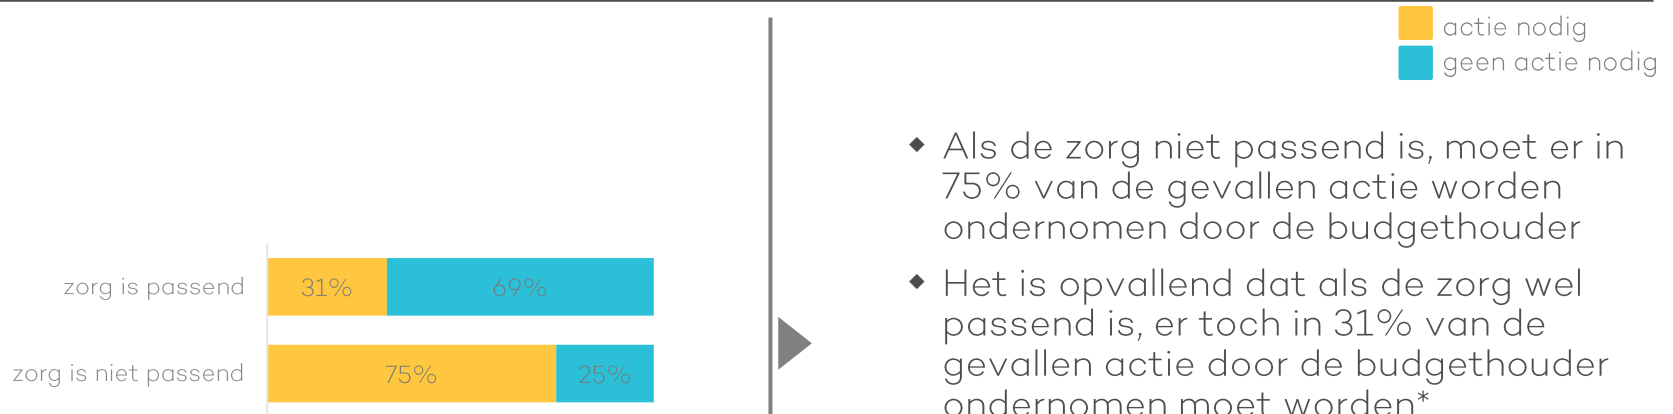 actie nodig
geen actie nodig
zorg is passend 31% 69%
zorg is niet passend 75% 25%
◆ Als de zorg niet passend is, moet er in
75% van de gevallen actie worden
ondernomen door de budgethouder
◆ Het is opvallend dat als de zorg wel
passend is, er toch in 31% van de
gevallen actie door de budgethouder
ondernomen moet worden*